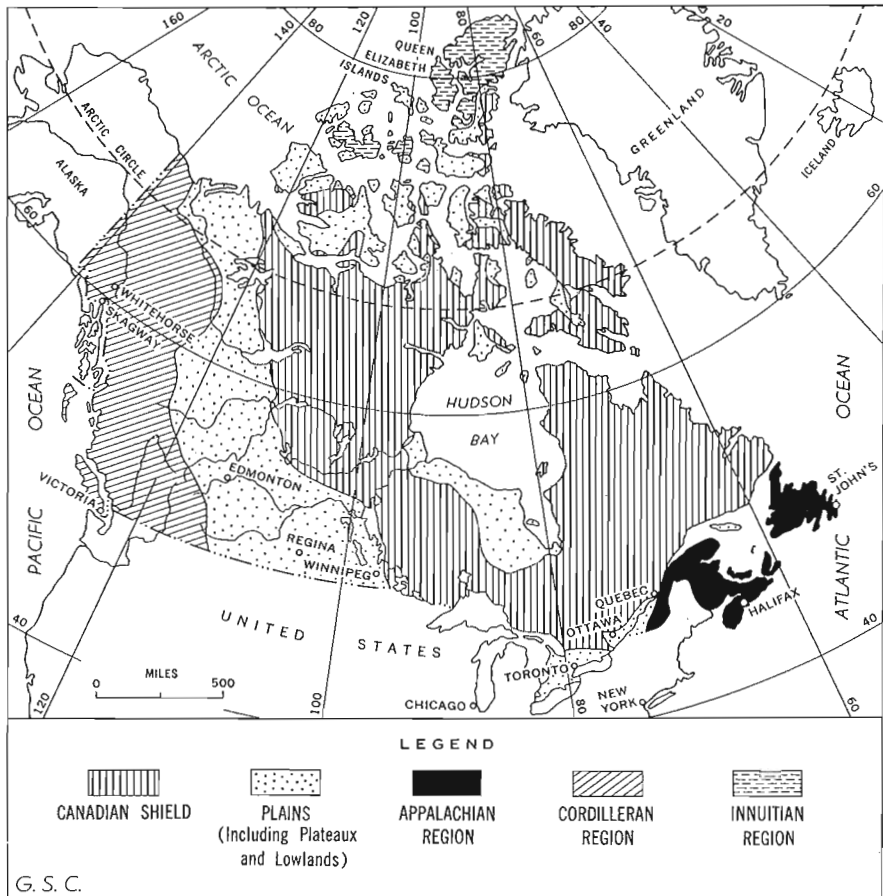 160
140
120
100
80
60
40
20
80
QUEEN
ELIZABETH
ISLANDS
ARCTIC
OCEAN
GREENLAND
ICELAND
ARCTIC
CIRCLE
ALASKA
60
60
WHITEHORSE
SKAGWAY
OCEAN
PACIFIC
HUDSON
BAY
OCEAN
ATLANTIC
ST.
JOHN'S
VICTORIA
EDMONTON
REGINA
WINNIPEG
QUEBEC
OTTAWA
HALIFAX
TORONTO
UNITED STATES
40
40
MILES
0 500
CHICAGO
NEW
YORK
120
100
80
60
LEGEND
CANADIAN SHIELD
PLAINS
(Including Plateaux
and Lowlands)
APPALACHIAN
REGION
CORDILLERAN
REGION
INNUITIAN
REGION
G. S. C.